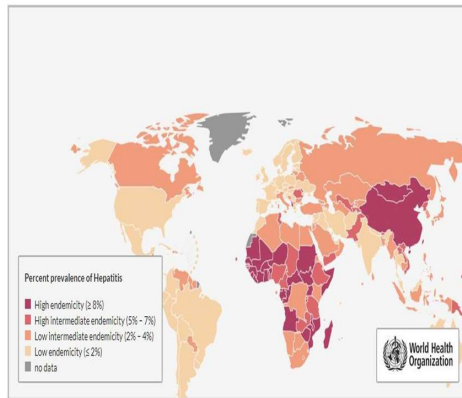 Percent prevalence of Hepatitis
High endemicity (≥ 8%)
High intermediate endemicity (5% – 7%)
Low intermediate endemicity (2% – 4%)
Low endemicity (≤ 2%)
no data
World Health
Organization